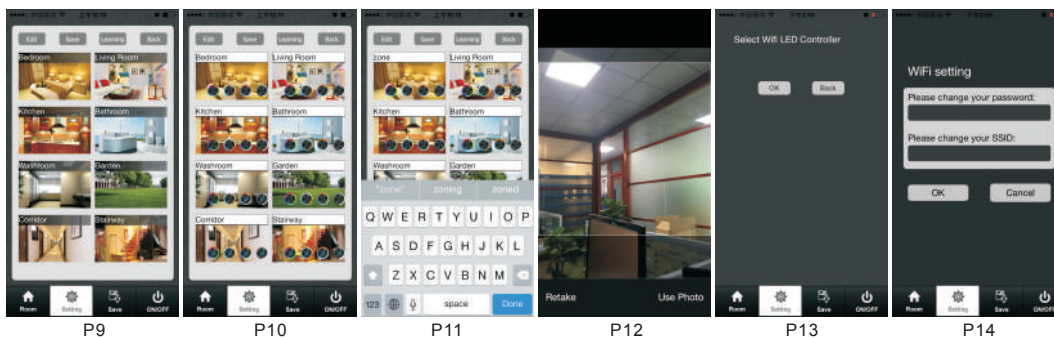 Edit Save Learning Back
Bedroom Living Room
Kitchen Bathroom
Washroom Garden
Corridor Stairway
Room Setting Save ON/OFF
P9
Edit Save Learning Back
Bedroom Living Room
Kitchen Bathroom
Washroom Garden
Corridor Stairway
Room Setting Save ON/OFF
P10
Edit Save Learning Back
zone Living Room
Kitchen Bathroom
Washroom Garden
"zone" zoning zoned
Q W E R T Y U I O P
A S D F G H J K L
Z X C V B N M
123 space Done
P11
Retake Use Photo
P12
Select Wifi LED Controller
OK Back
Room Setting Save ON/OFF
P13
WiFi setting
Please change your password:
Please change your SSID:
OK Cancel
Room Setting Save ON/OFF
P14